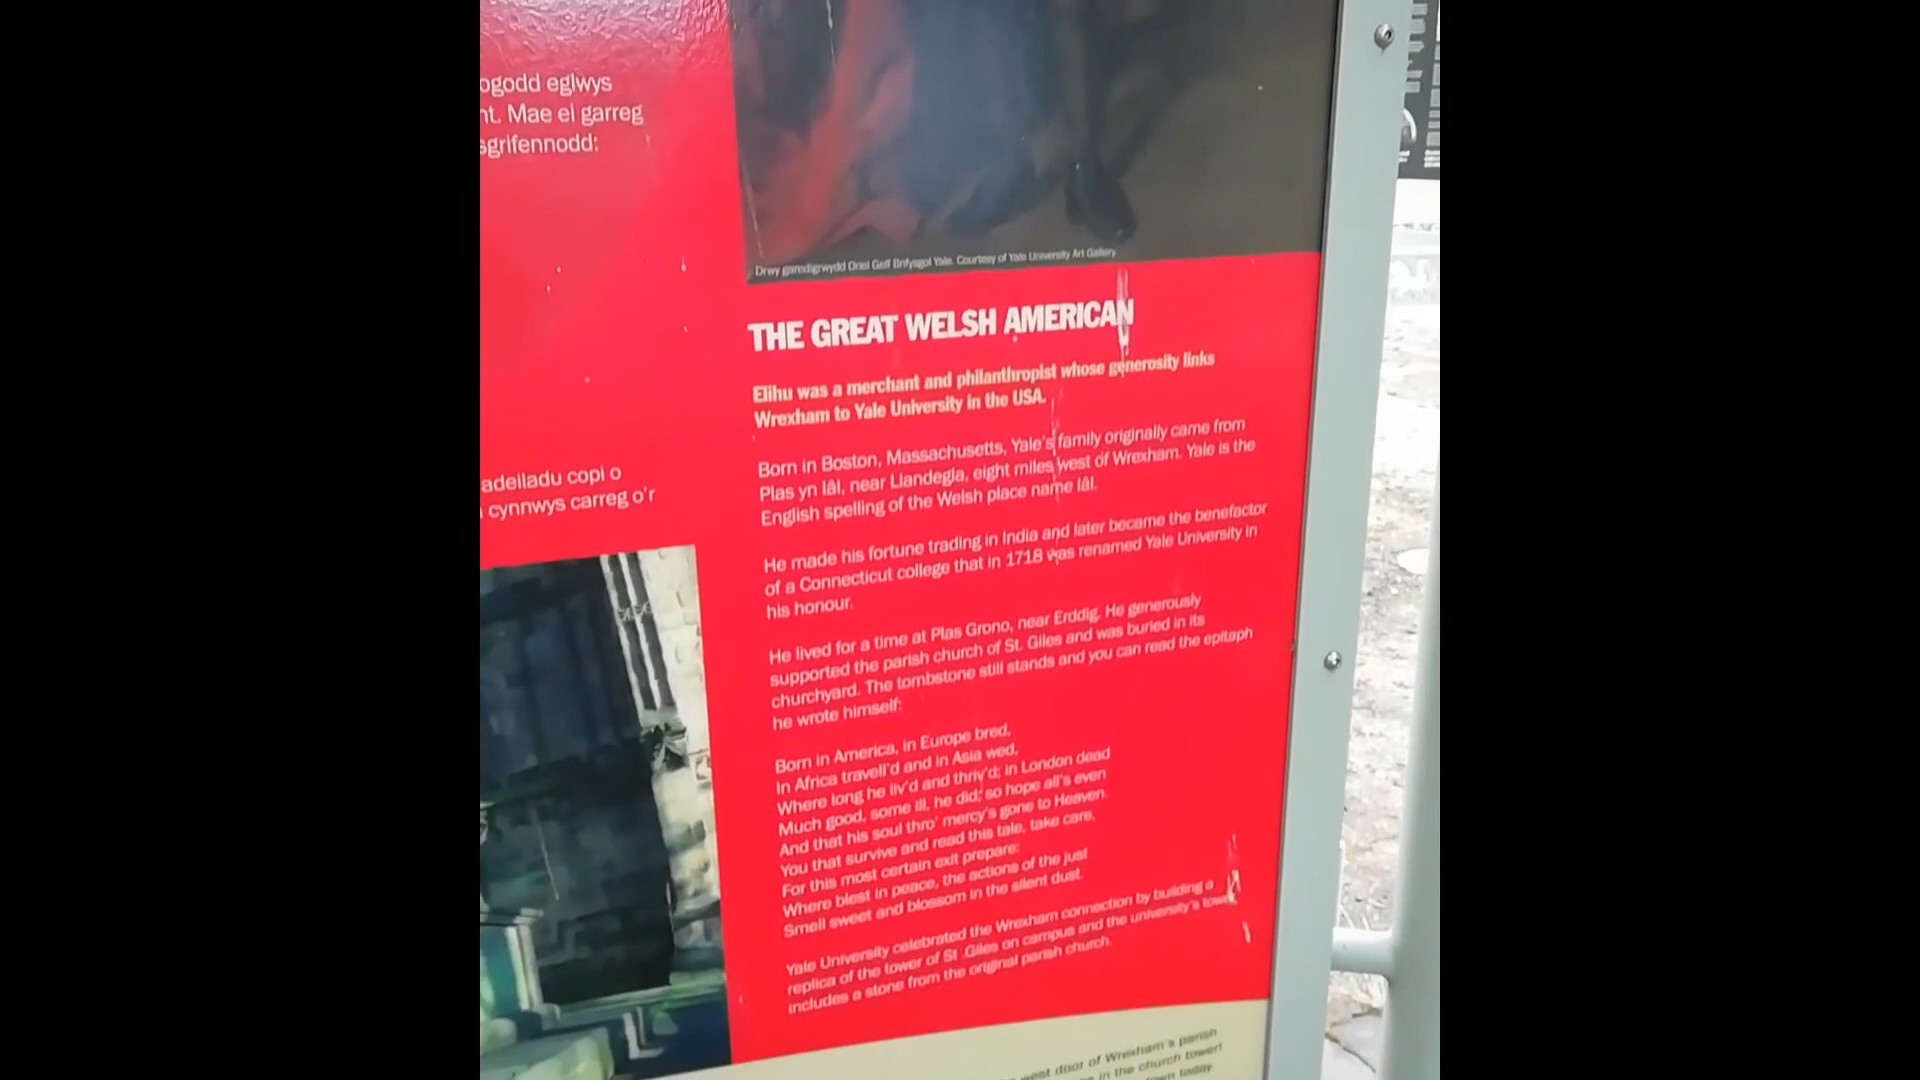 ogodd eglwys
nt. Mae ei garreg
sgrifennodd:
adeiladu copi o
cynnwys carreg o'r
Drwy garedigrwydd Oriel Gelf Brifysgol Yale. Courtesy of Yale University Art Gallery.
THE GREAT WELSH AMERICAN
Elihu was a merchant and philanthropist whose generosity links
Wrexham to Yale University in the USA.
Born in Boston, Massachusetts, Yale's family originally came from
Plas yn Iâl, near Llandegla, eight miles west of Wrexham. Yale is the
English spelling of the Welsh place name Iâl.
He made his fortune trading in India and later became the benefactor
of a Connecticut college that in 1718 was renamed Yale University in
his honour.
He lived for a time at Plas Grono, near Erddig. He generously
supported the parish church of St. Giles and was buried in its
churchyard. The tombstone still stands and you can read the epitaph
he wrote himself:
Born in America, in Europe bred,
In Africa travell'd and in Asia wed,
Where long he liv'd and thriv'd; in London dead
Much good, some ill, he did; so hope all's even
And that his soul thro' mercy's gone to Heaven.
You that survive and read this tale, take care,
For this most certain exit prepare:
Where blest in peace, the actions of the just
Smell sweet and blossom in the silent dust.
Yale University celebrated the Wrexham connection by building a
replica of the tower of St .Giles on campus and the university's tower
includes a stone from the original parish church.
west door of Wrexham's parish
in the church tower!
town today.